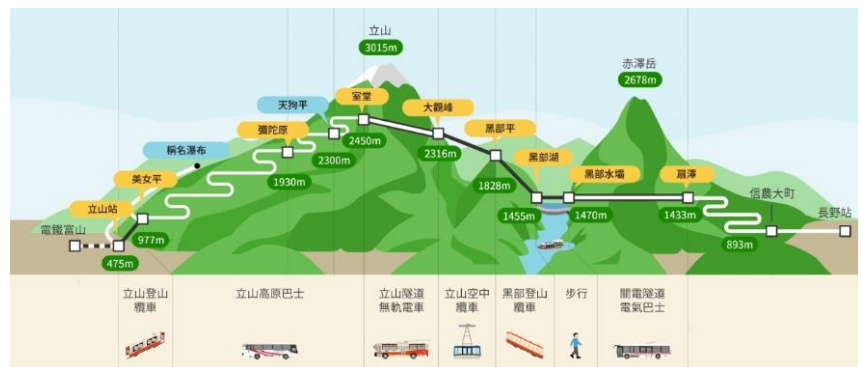 立山
3015m
赤澤岳
2678m
天狗平
室堂
大觀峰
彌陀原
2450m
黑部平
稱名瀑布
2300m
2316m
黑部湖
美女平
1930m
1828m
黑部水壩
扇澤
信農大町
立山站
長野站
電鐵富山
977m
1455m
1470m
1433m
893m
475m
立山登山
纜車
立山高原巴士
立山隧道
無軌電車
立山空中
纜車
黑部登山
纜車
步行
關電隧道
電氣巴士